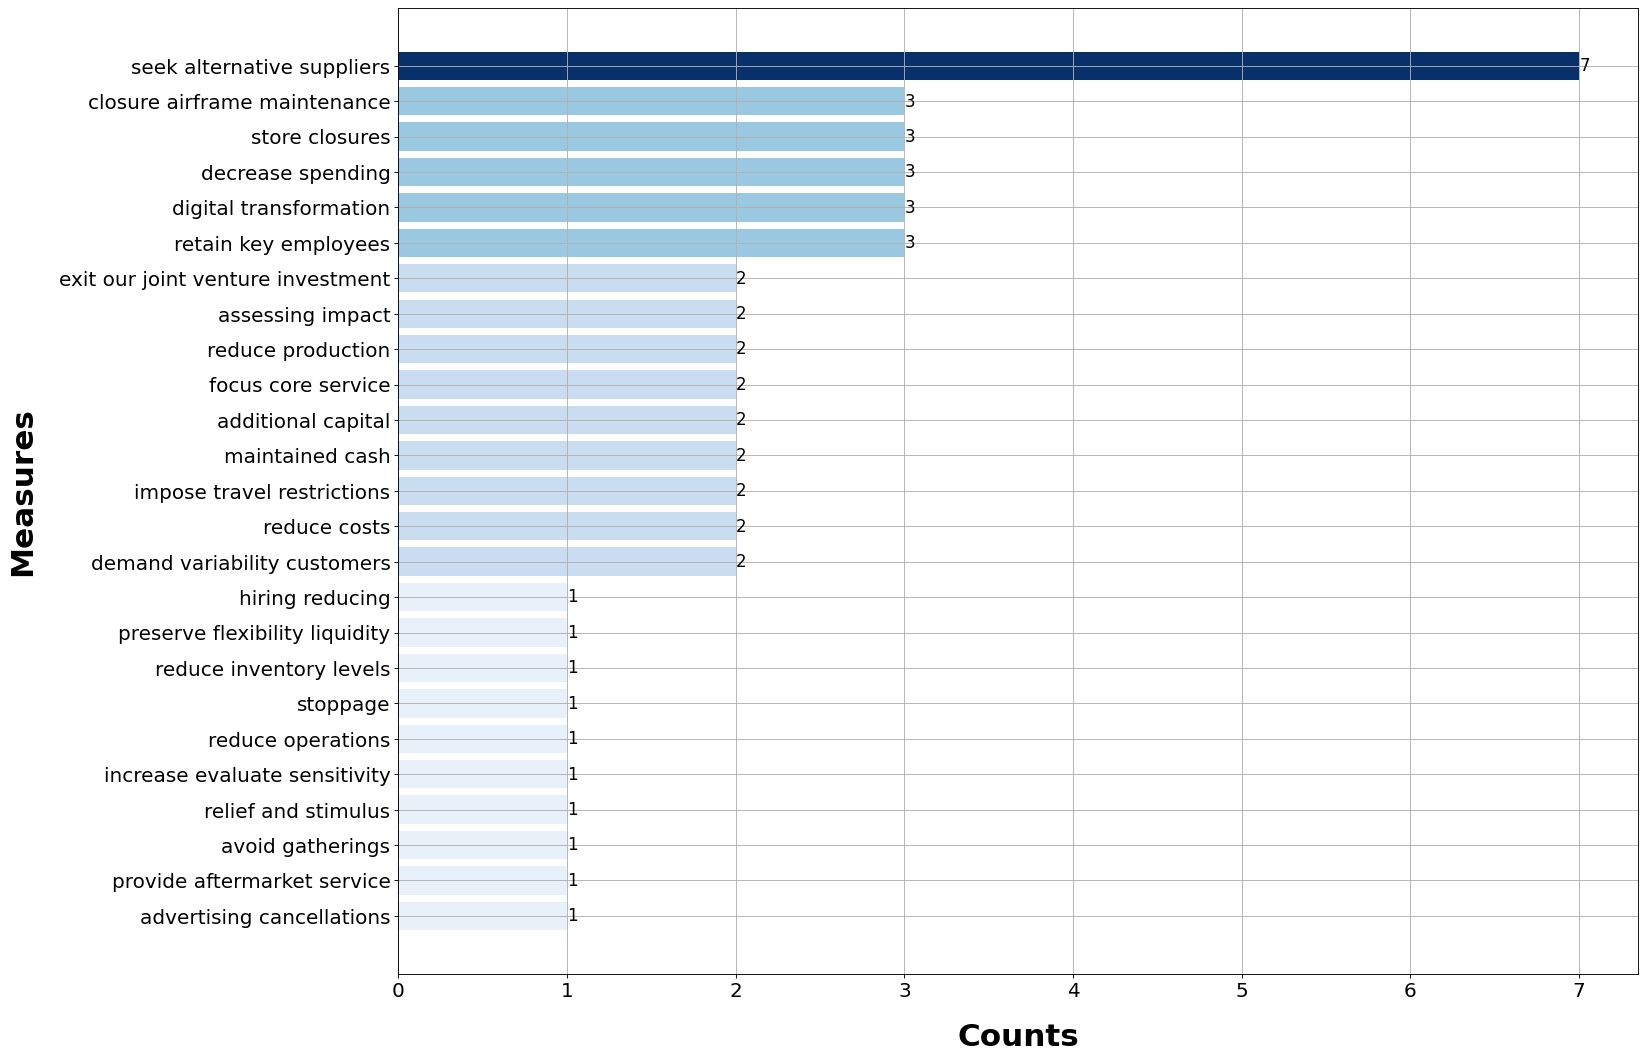 seek alternative suppliers 7
closure airframe maintenance 3
store closures 3
decrease spending 3
digital transformation 3
retain key employees 3
exit our joint venture investment 2
assessing impact 2
reduce production 2
focus core service 2
additional capital 2
maintained cash 2
impose travel restrictions 2
reduce costs 2
demand variability customers 2
hiring reducing 1
preserve flexibility liquidity 1
reduce inventory levels 1
stoppage 1
reduce operations 1
increase evaluate sensitivity 1
relief and stimulus 1
avoid gatherings 1
provide aftermarket service 1
advertising cancellations 1
Measures
0 1 2 3 4 5 6 7
Counts